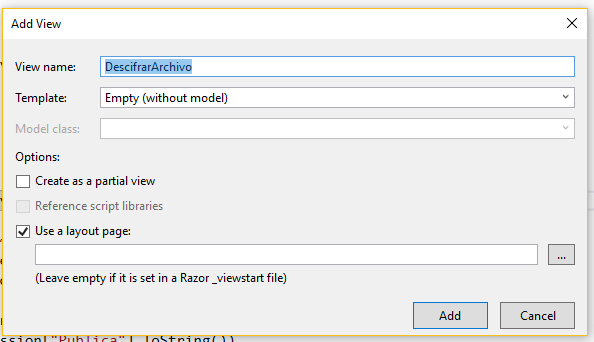 Add View
View name: DescifrarArchivo
Template: Empty (without model)
Model class:
Options:
Create as a partial view
Reference script libraries
Use a layout page:
...
(Leave empty if it is set in a Razor _viewstart file)
Add Cancel
ssion["Publica"].ToString())